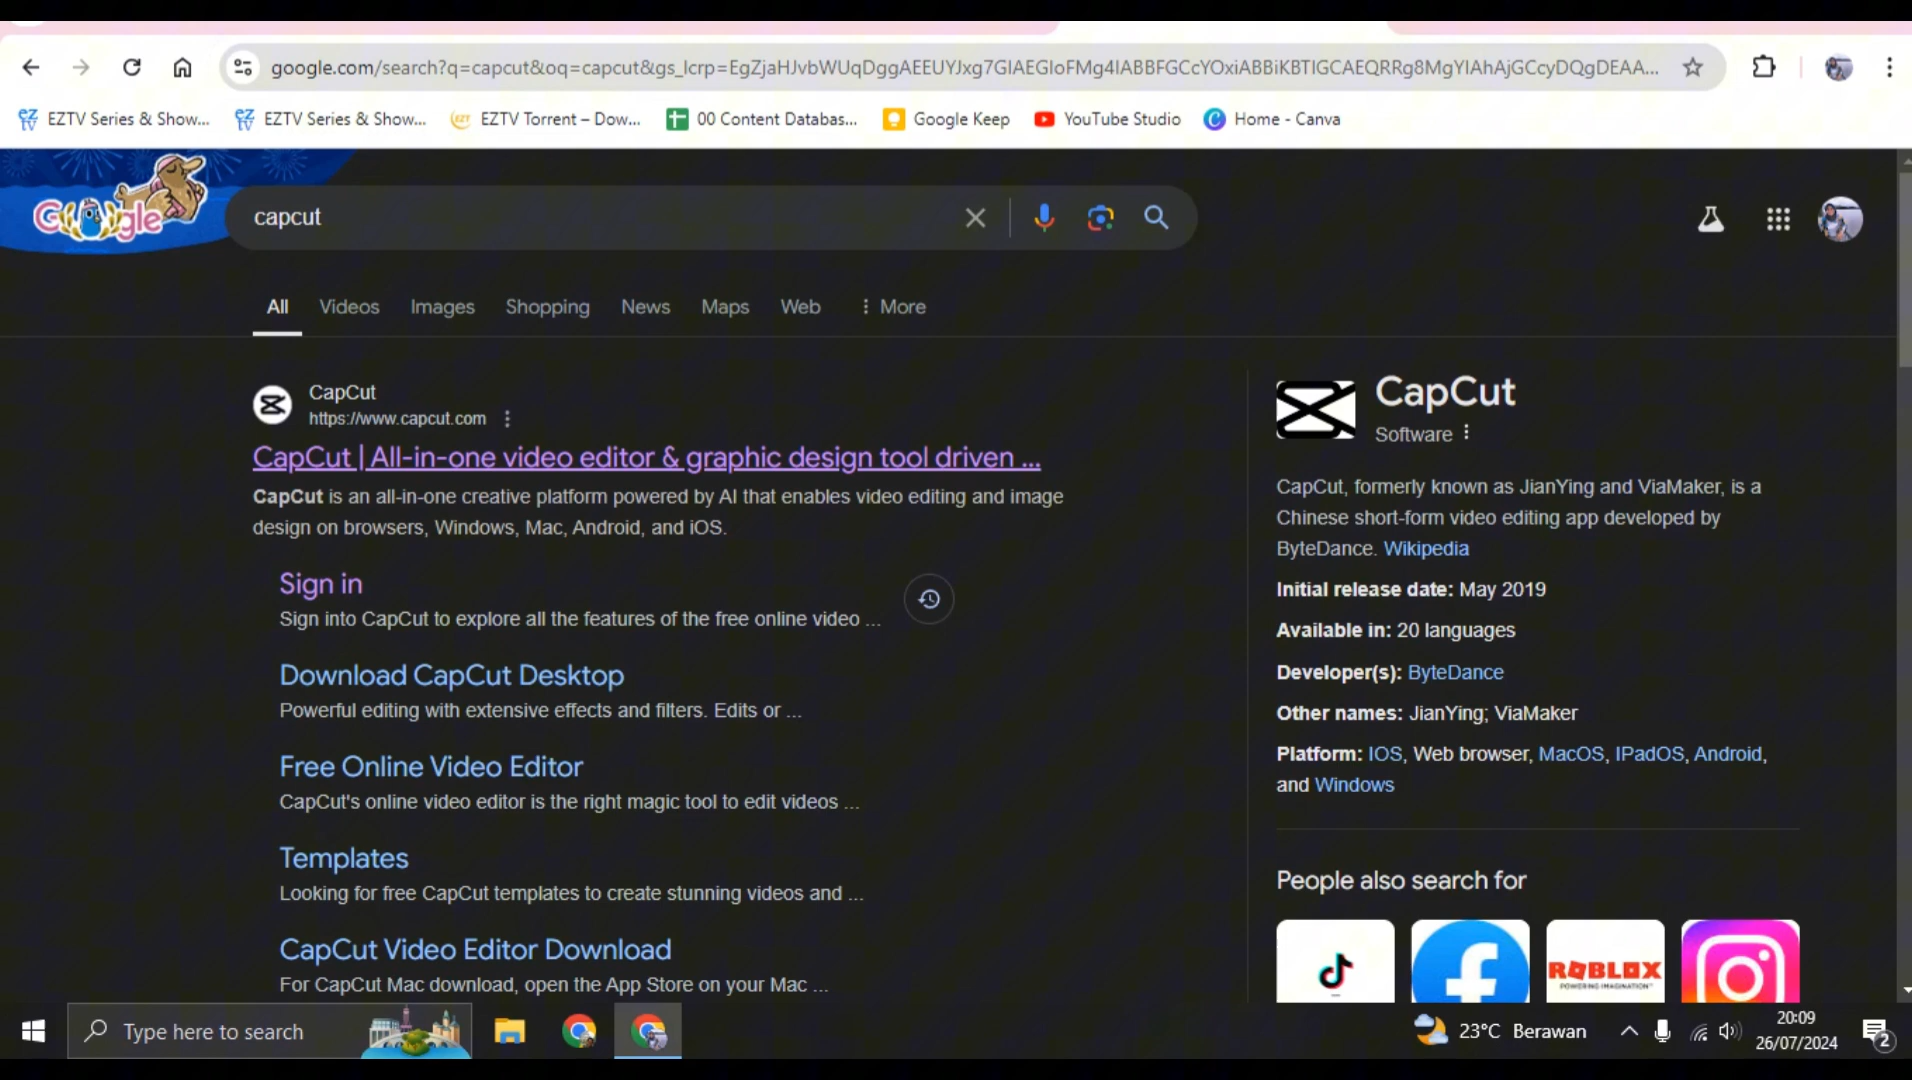 google.com/search?q=capcut&oq=capcut&gs_lcrp=EgZjaHJvbWUqDggAEEUYJxg7GIAEGIoFMg4IABBFGCcYOxiABBiKBTIGCAEQRRg8MgYIAhAjGCcyDQgDEAA...
EZTV Series & Show...
EZTV Series & Show...
EZTV Torrent – Dow...
00 Content Databas...
Google Keep
YouTube Studio
Home - Canva
Google
capcut
All
Videos
Images
Shopping
News
Maps
Web
More
CapCut
https://www.capcut.com
CapCut | All-in-one video editor & graphic design tool driven ...
CapCut is an all-in-one creative platform powered by AI that enables video editing and image
design on browsers, Windows, Mac, Android, and iOS.
Sign in
Sign into CapCut to explore all the features of the free online video ...
Download CapCut Desktop
Powerful editing with extensive effects and filters. Edits or ...
Free Online Video Editor
CapCut's online video editor is the right magic tool to edit videos ...
Templates
Looking for free CapCut templates to create stunning videos and ...
CapCut Video Editor Download
For CapCut Mac download, open the App Store on your Mac ...
CapCut
Software
CapCut, formerly known as JianYing and ViaMaker, is a
Chinese short-form video editing app developed by
ByteDance. Wikipedia
Initial release date: May 2019
Available in: 20 languages
Developer(s): ByteDance
Other names: JianYing; ViaMaker
Platform: IOS, Web browser, MacOS, IPadOS, Android,
and Windows
People also search for
ROBLOX
POWERING IMAGINATION™
Type here to search
23°C Berawan
20:09
26/07/2024
2